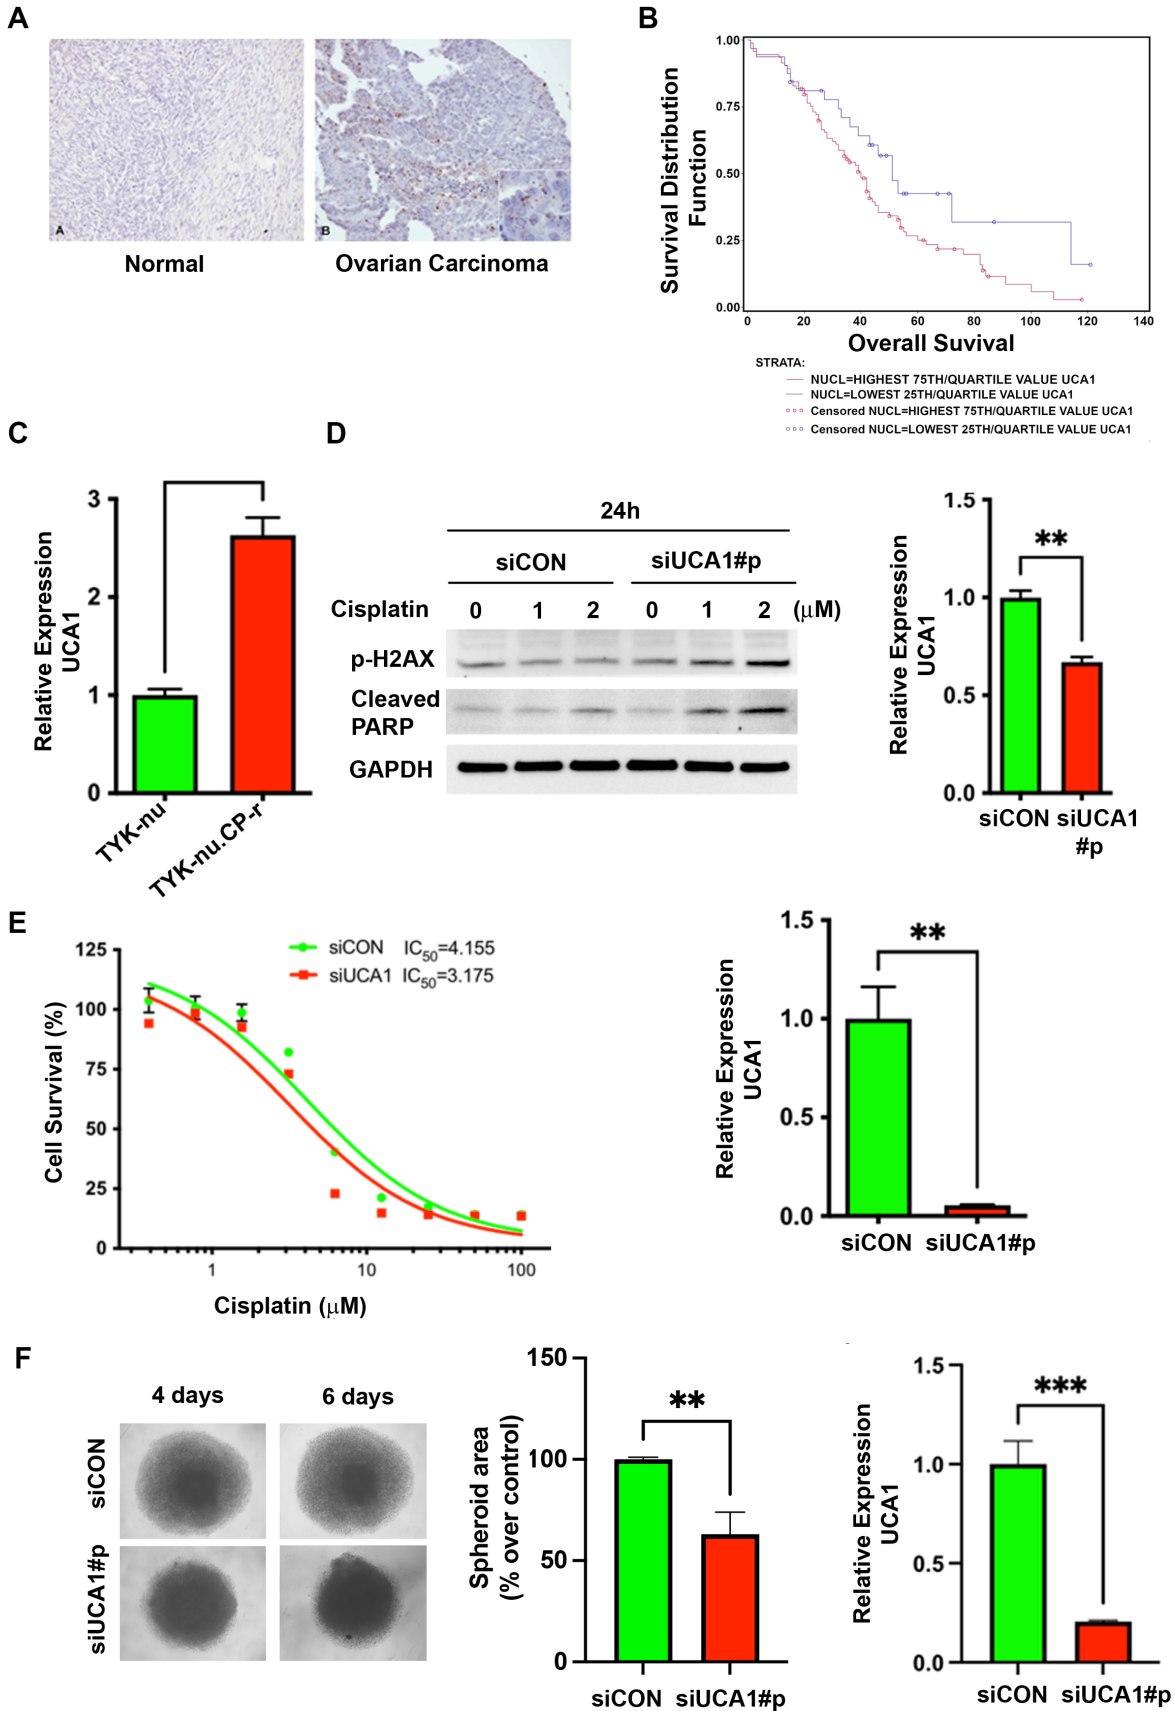 A
A
B
Normal
Ovarian Carcinoma
B
Survival Distribution
Function
1.00
0.75
0.50
0.25
0.00
0 20 40 60 80 100 120 140
Overall Suvival
STRATA:
NUCL=HIGHEST 75TH/QUARTILE VALUE UCA1
NUCL=LOWEST 25TH/QUARTILE VALUE UCA1
Censored NUCL=HIGHEST 75TH/QUARTILE VALUE UCA1
Censored NUCL=LOWEST 25TH/QUARTILE VALUE UCA1
C
Relative Expression
UCA1
3
2
1
0
TYK-nu
TYK-nu.CP-r
D
24h
siCON siUCA1#p
Cisplatin 0 1 2 0 1 2 (μM)
p-H2AX
Cleaved
PARP
GAPDH
Relative Expression
UCA1
1.5
1.0
0.5
0.0
**
siCON siUCA1
#p
E
Cell Survival (%)
125
100
75
50
25
0
siCON IC50=4.155
siUCA1 IC50=3.175
1 10 100
Cisplatin (μM)
Relative Expression
UCA1
1.5
1.0
0.5
0.0
**
siCON siUCA1#p
F
4 days 6 days
siCON
siUCA1#p
Spheroid area
(% over control)
150
100
50
0
**
siCON siUCA1#p
Relative Expression
UCA1
1.5
1.0
0.5
0.0
***
siCON siUCA1#p